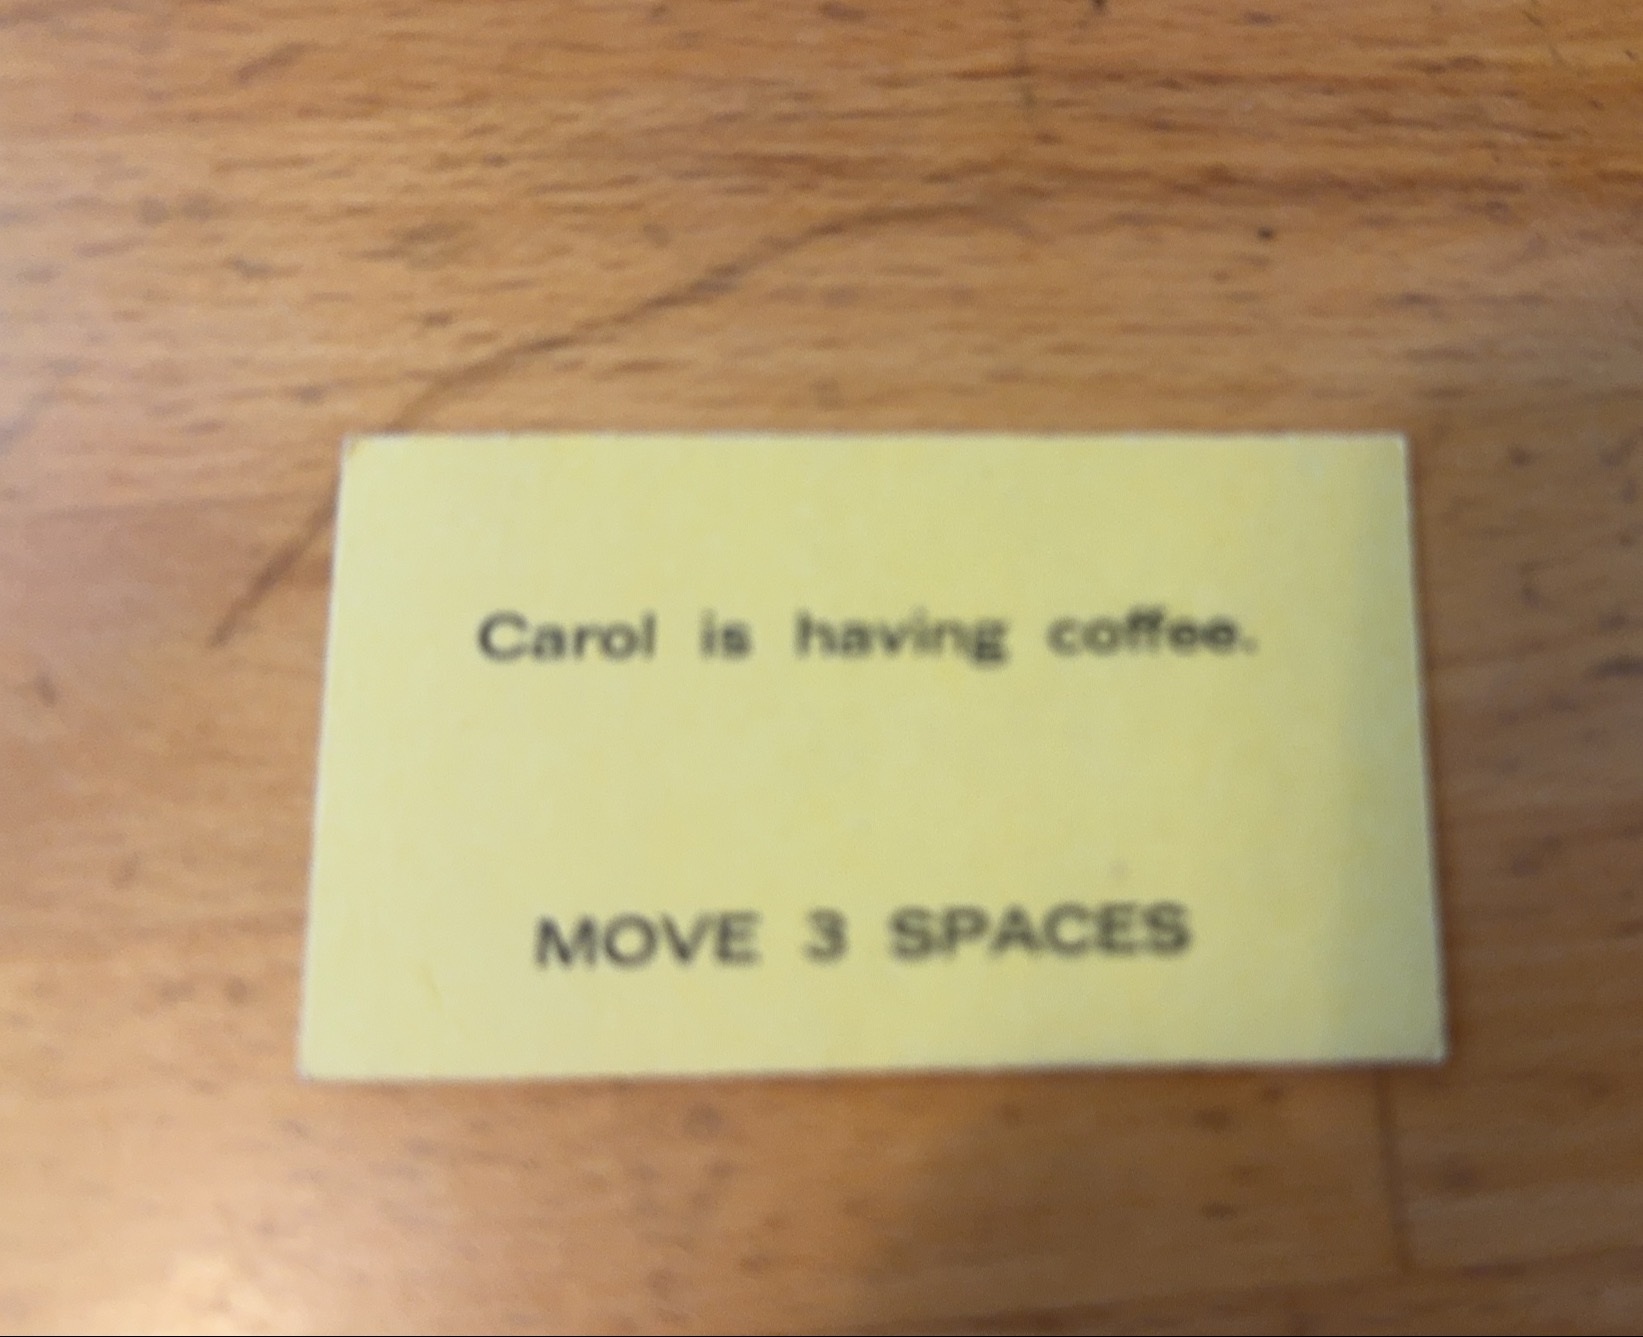 Carol is having coffee.
MOVE 3 SPACES